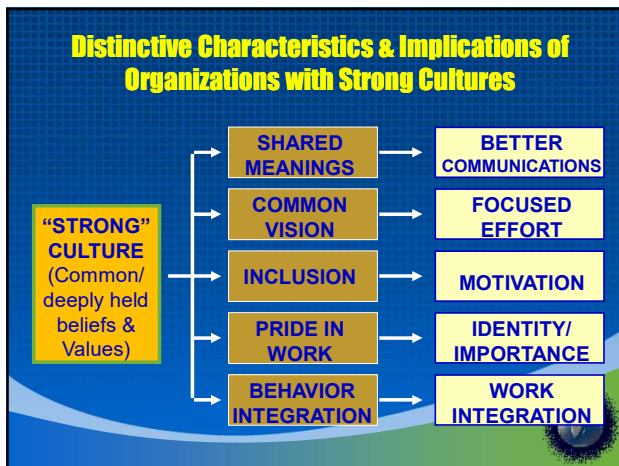 Distinctive Characteristics & Implications of
Organizations with Strong Cultures
“STRONG”
CULTURE
(Common/
deeply held
beliefs &
Values)
SHARED
MEANINGS
BETTER
COMMUNICATIONS
COMMON
VISION
FOCUSED
EFFORT
INCLUSION
MOTIVATION
PRIDE IN
WORK
IDENTITY/
IMPORTANCE
BEHAVIOR
INTEGRATION
WORK
INTEGRATION